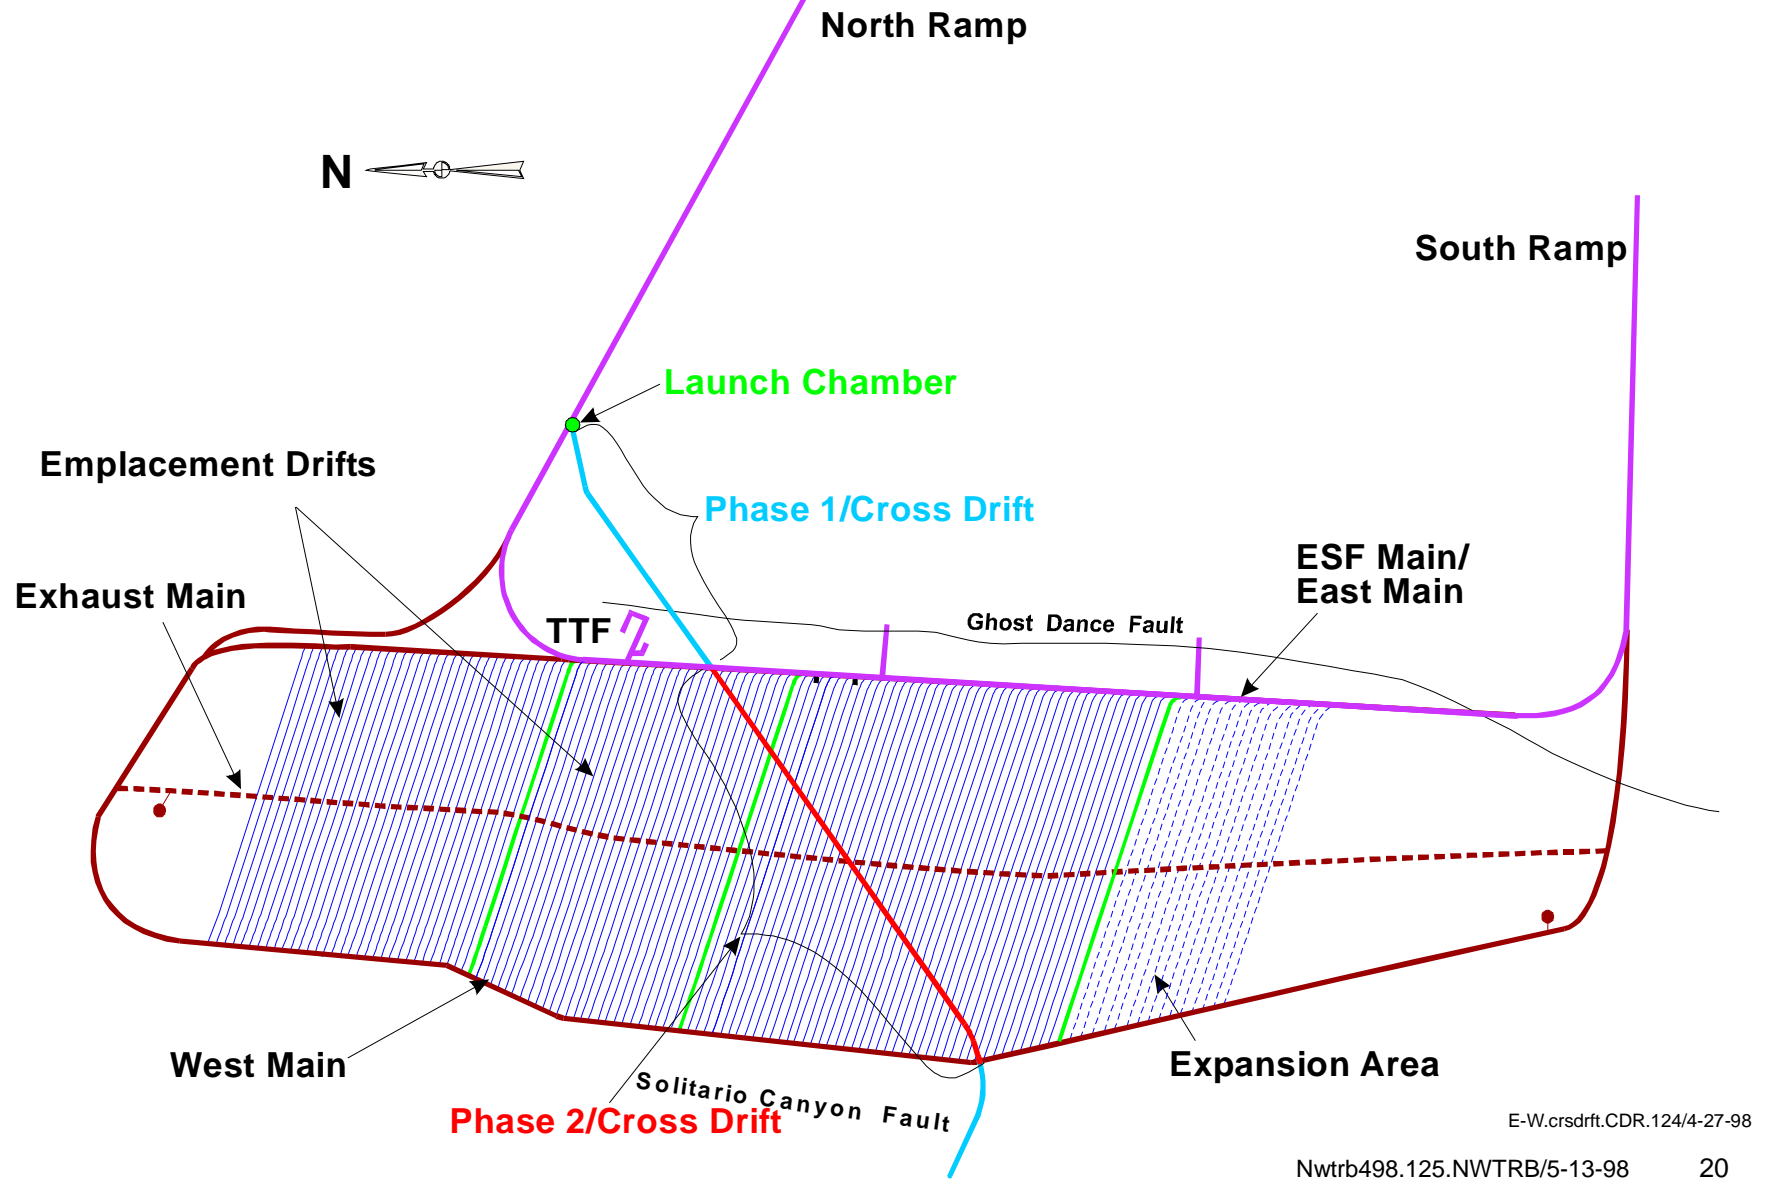 North Ramp
N
South Ramp
Launch Chamber
Emplacement Drifts
Phase 1/Cross Drift
ESF Main/
East Main
Exhaust Main
TTF
Ghost Dance Fault
West Main
Expansion Area
Solitario Canyon Fault
Phase 2/Cross Drift
E-W.crsdrft.CDR.124/4-27-98
Nwtrb498.125.NWTRB/5-13-98 20